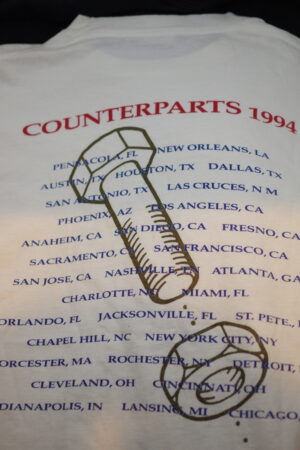 COUNTERPARTS 1994
PENSACOLA, FL NEW ORLEANS, LA
AUSTIN, TX HOUSTON, TX DALLAS, TX
SAN ANTONIO, TX LAS CRUCES, N M
PHOENIX, AZ LOS ANGELES, CA
ANAHEIM, CA SAN DIEGO, CA FRESNO, CA
SACRAMENTO, CA SAN FRANCISCO, CA
SAN JOSE, CA NASHVILLE, TN ATLANTA, GA
CHARLOTTE, NC MIAMI, FL
ORLANDO, FL JACKSONVILLE, FL ST. PETE.,
CHAPEL HILL, NC NEW YORK CITY, NY
ORCESTER, MA ROCHESTER, NY DETROIT,
CLEVELAND, OH CINCINNATI, OH
DIANAPOLIS, IN LANSING, MI CHICAGO,